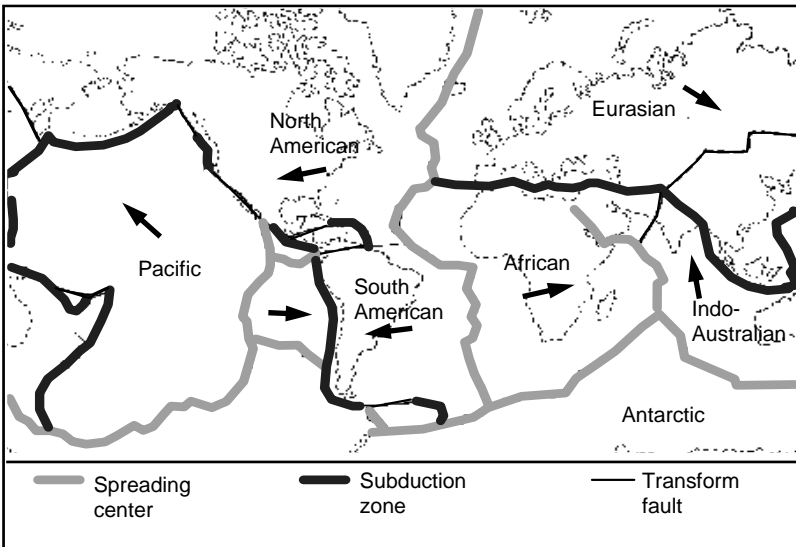 Eurasian
North
American
Pacific
African
South
American
Indo-
Australian
Antarctic
Spreading
center
Subduction
zone
Transform
fault